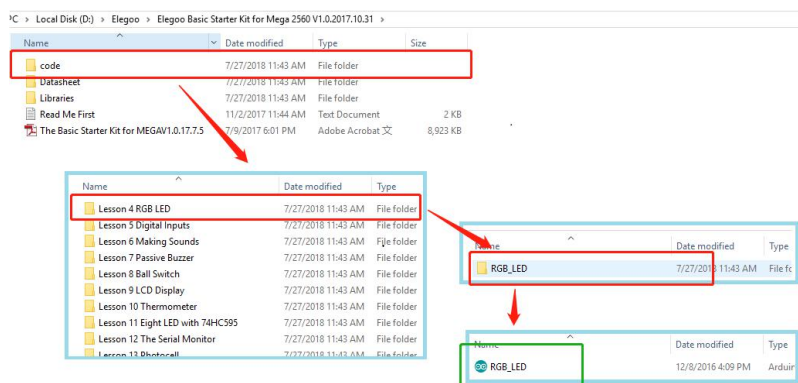 PC > Local Disk (D:) > Elegoo > Elegoo Basic Starter Kit for Mega 2560 V1.0.2017.10.31 >
Name Date modified Type Size
code 7/27/2018 11:43 AM File folder
Datasheet 7/27/2018 11:43 AM File folder
Libraries 7/27/2018 11:43 AM File folder
Read Me First 11/2/2017 11:44 AM Text Document 2 KB
The Basic Starter Kit for MEGAV1.0.17.7.5 7/9/2017 6:01 PM Adobe Acrobat 文 8,923 KB
Name Date modified Type
Lesson 4 RGB LED 7/27/2018 11:43 AM File folder
Lesson 5 Digital Inputs 7/27/2018 11:43 AM File folder
Lesson 6 Making Sounds 7/27/2018 11:43 AM File folder
Lesson 7 Passive Buzzer 7/27/2018 11:43 AM File folder
Lesson 8 Ball Switch 7/27/2018 11:43 AM File folder
Lesson 9 LCD Display 7/27/2018 11:43 AM File folder
Lesson 10 Thermometer 7/27/2018 11:43 AM File folder
Lesson 11 Eight LED with 74HC595 7/27/2018 11:43 AM File folder
Lesson 12 The Serial Monitor 7/27/2018 11:43 AM File folder
Lesson 13 Photocell 7/27/2018 11:43 AM File folder
Name Date modified Type
RGB_LED 7/27/2018 11:43 AM File fc
Name Date modified Type
RGB_LED 12/8/2016 4:09 PM Arduin